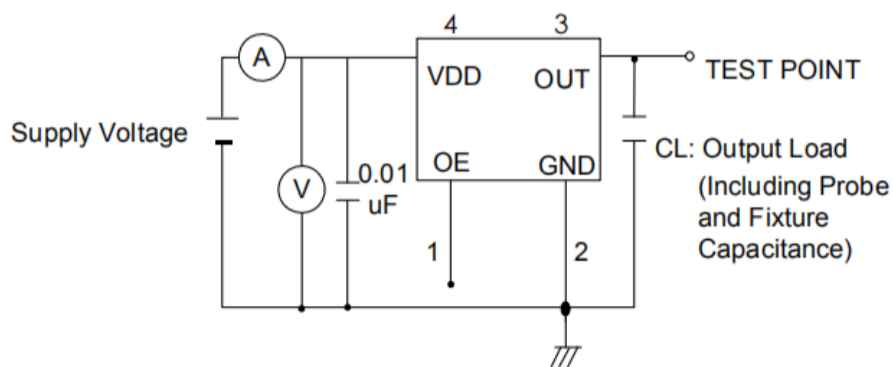 4
3
A
VDD
OUT
TEST POINT
Supply Voltage
OE
GND
CL: Output Load
(Including Probe
and Fixture
Capacitance)
V
0.01
uF
1
2